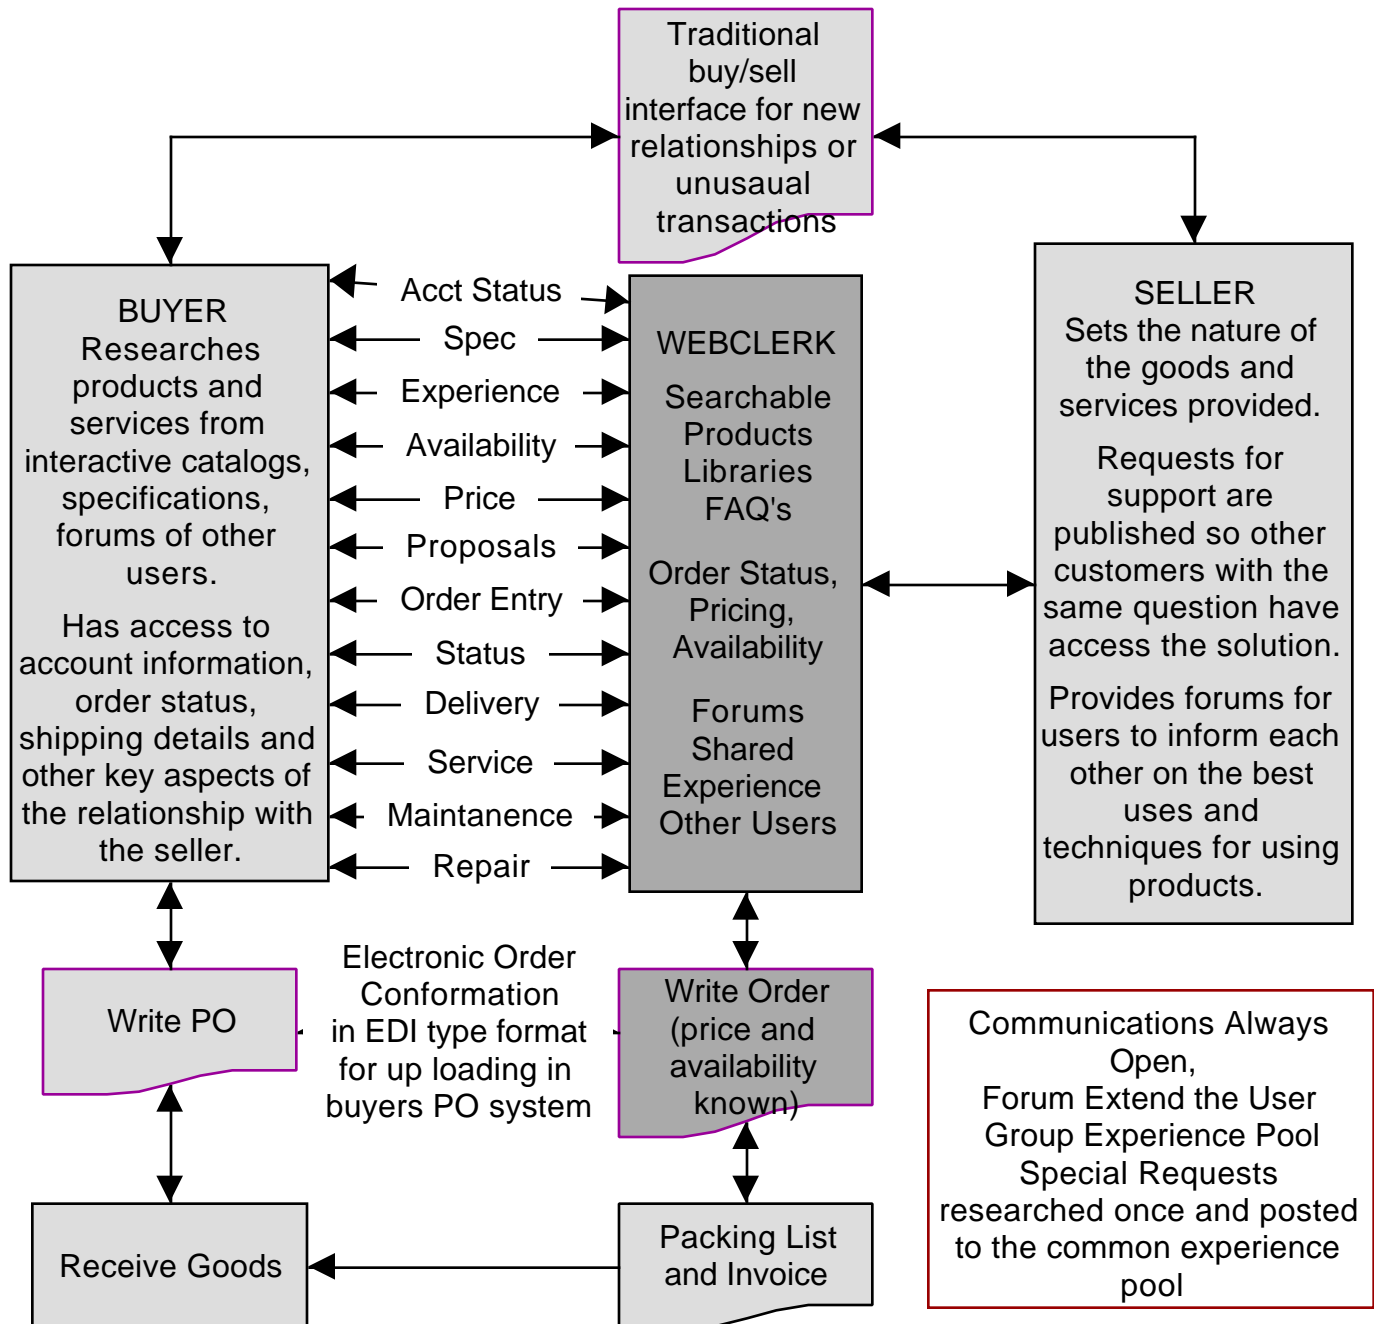 Traditional
buy/sell
interface for new
relationships or
unusaual
transactions
BUYER
Researches
products and
services from
interactive catalogs,
specifications,
forums of other
users.
Has access to
account information,
order status,
shipping details and
other key aspects of
the relationship with
the seller.
Acct Status
Spec
Experience
Availability
Price
Proposals
Order Entry
Status
Delivery
Service
Maintanence
Repair
WEBCLERK
Searchable
Products
Libraries
FAQ's
Order Status,
Pricing,
Availability
Forums
Shared
Experience
Other Users
SELLER
Sets the nature of
the goods and
services provided.
Requests for
support are
published so other
customers with the
same question have
access the solution.
Provides forums for
users to inform each
other on the best
uses and
techniques for using
products.
Write PO
Electronic Order
Conformation
in EDI type format
for up loading in
buyers PO system
Write Order
(price and
availability
known)
Communications Always
Open,
Forum Extend the User
Group Experience Pool
Special Requests
researched once and posted
to the common experience
pool
Receive Goods
Packing List
and Invoice